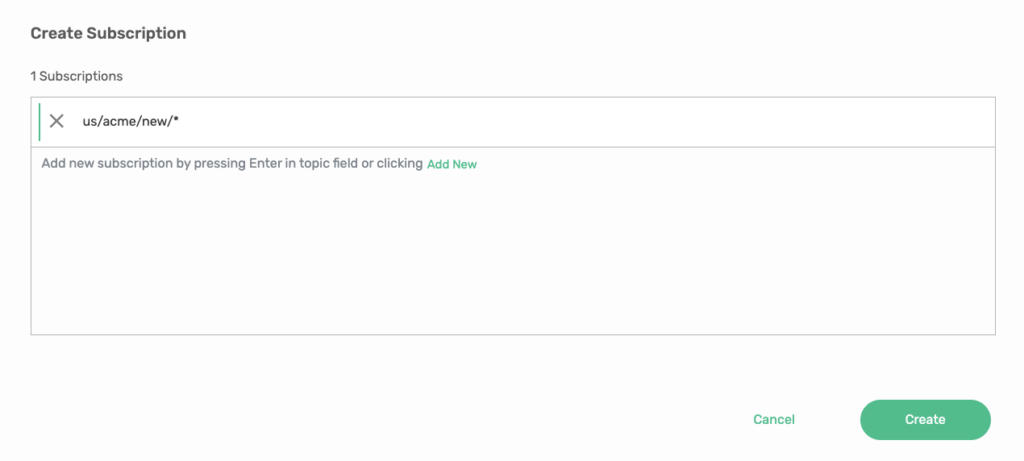 Create Subscription
1 Subscriptions
us/acme/new/*
Add new subscription by pressing Enter in topic field or clicking Add New
Cancel Create